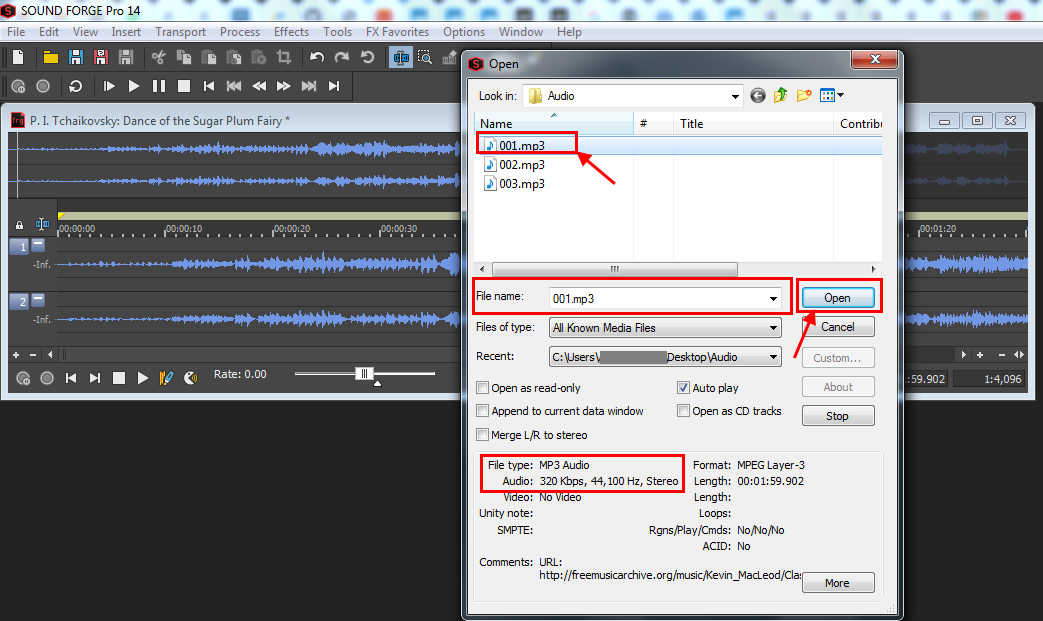 SOUND FORGE Pro 14
File Edit View Insert Transport Process Effects Tools FX Favorites Options Window Help
P. I. Tchaikovsky: Dance of the Sugar Plum Fairy *
00:00:00 00:00:10 00:00:20 00:00:30 00:01:20
1
-Inf.
2
-Inf.
Rate: 0.00
:59.902 1:4,096
Open
Look in: Audio
Name # Title Contribu
001.mp3
002.mp3
003.mp3
File name: 001.mp3 Open
Files of type: All Known Media Files Cancel
Recent: C:\Users\ Desktop\Audio Custom...
Open as read-only Auto play About
Append to current data window Open as CD tracks Stop
Merge L/R to stereo
File type: MP3 Audio Format: MPEG Layer-3
Audio: 320 Kbps, 44,100 Hz, Stereo Length: 00:01:59.902
Video: No Video Length:
Unity note: Loops:
SMPTE: Rgns/Play/Cmds: No/No/No
ACID: No
Comments: URL:
http://freemusicarchive.org/music/Kevin_MacLeod/Clas
More